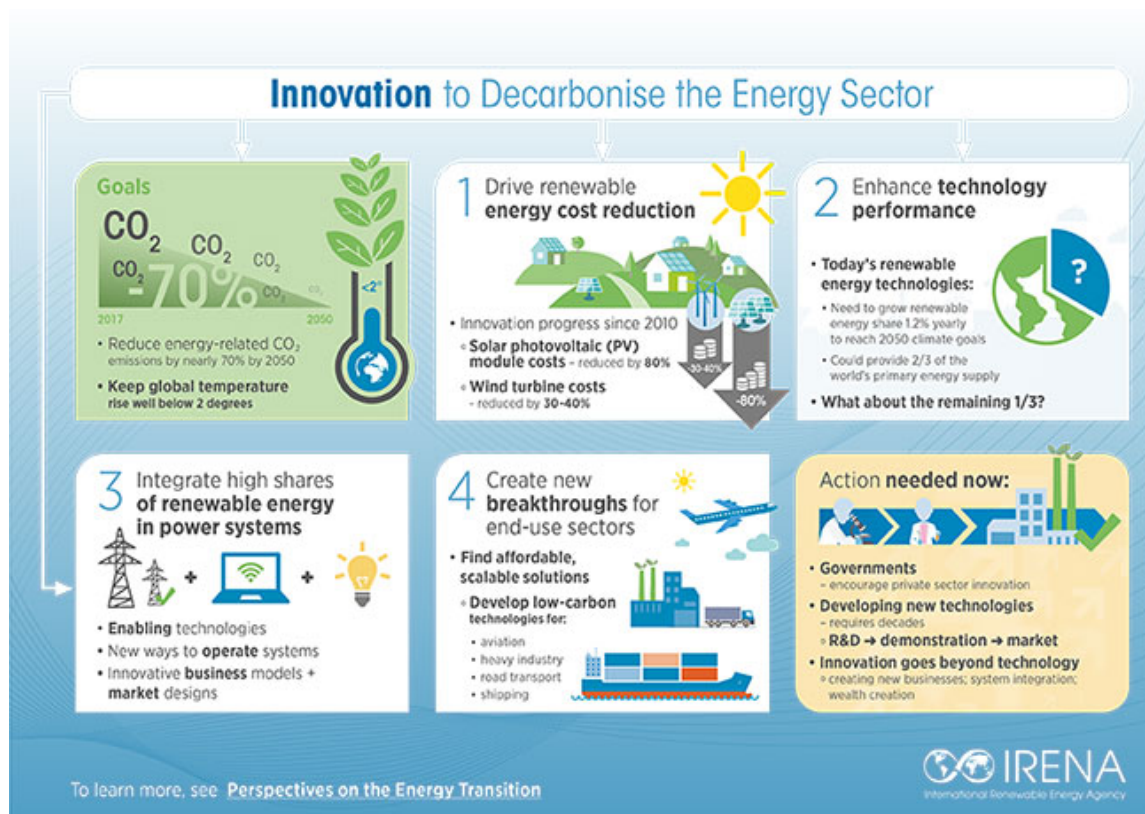 Innovation to Decarbonise the Energy Sector
Goals
CO2
CO2
CO2
CO2
CO2
CO2
-70%
<2°
2017
2050
• Reduce energy-related CO2
emissions by nearly 70% by 2050
• Keep global temperature
rise well below 2 degrees
1 Drive renewable
energy cost reduction
• Innovation progress since 2010
Solar photovoltaic (PV)
module costs – reduced by 80%
Wind turbine costs
- reduced by 30-40%
-30-40%
-80%
2 Enhance technology
performance
?
• Today's renewable
energy technologies:
• Need to grow renewable
energy share 1.2% yearly
to reach 2050 climate goals
• Could provide 2/3 of the
world's primary energy supply
• What about the remaining 1/3?
3 Integrate high shares
of renewable energy
in power systems
+
+
• Enabling technologies
• New ways to operate systems
• Innovative business models +
market designs
4 Create new
breakthroughs for
end-use sectors
• Find affordable,
scalable solutions
Develop low-carbon
technologies for:
• aviation
• heavy industry
• road transport
• shipping
Action needed now:
• Governments
– encourage private sector innovation
• Developing new technologies
– requires decades
R&D → demonstration → market
• Innovation goes beyond technology
creating new businesses; system integration;
wealth creation
To learn more, see Perspectives on the Energy Transition
IRENA
International Renewable Energy Agency